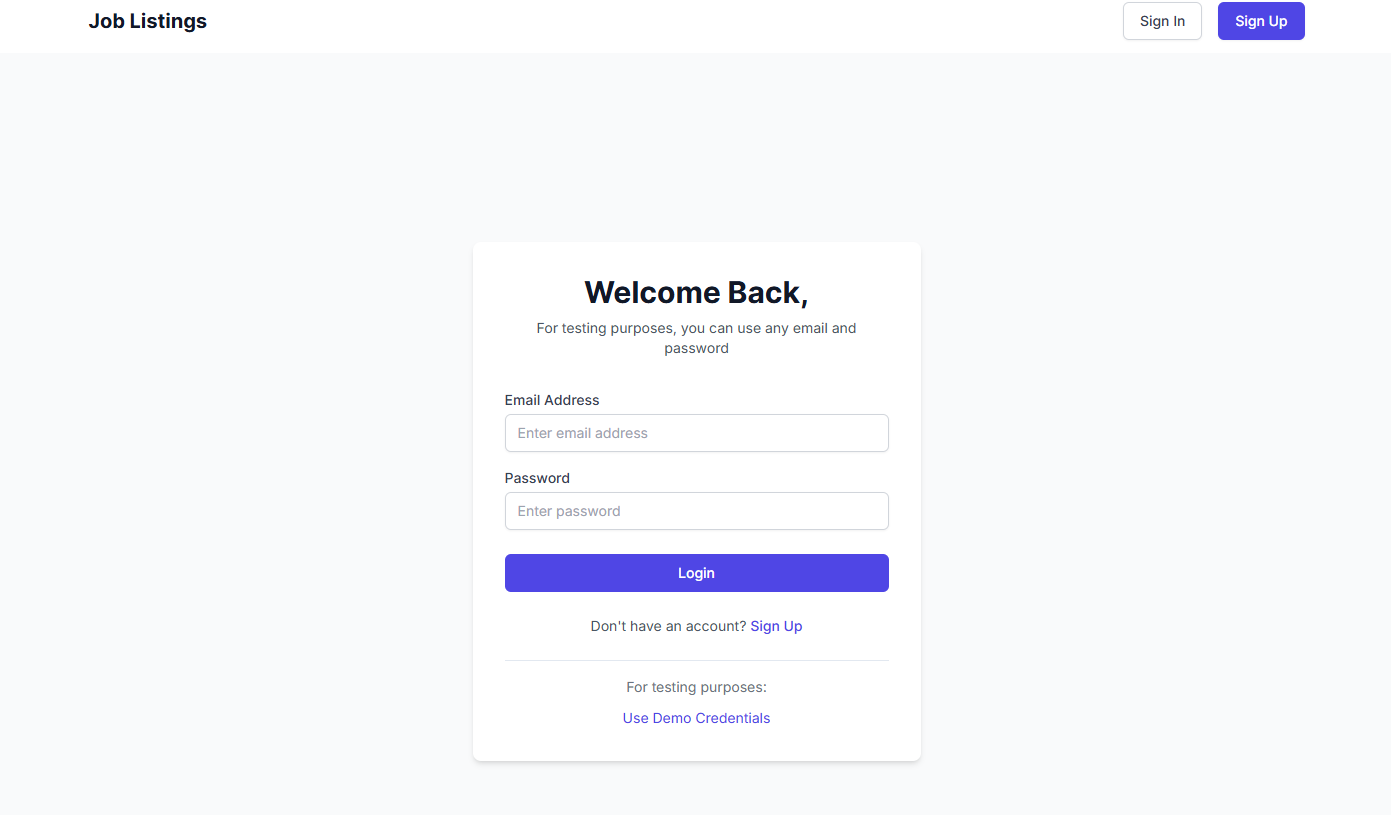 Job Listings
Sign In
Sign Up
Welcome Back,
For testing purposes, you can use any email and
password
Email Address
Enter email address
Password
Enter password
Login
Don't have an account? Sign Up
For testing purposes:
Use Demo Credentials